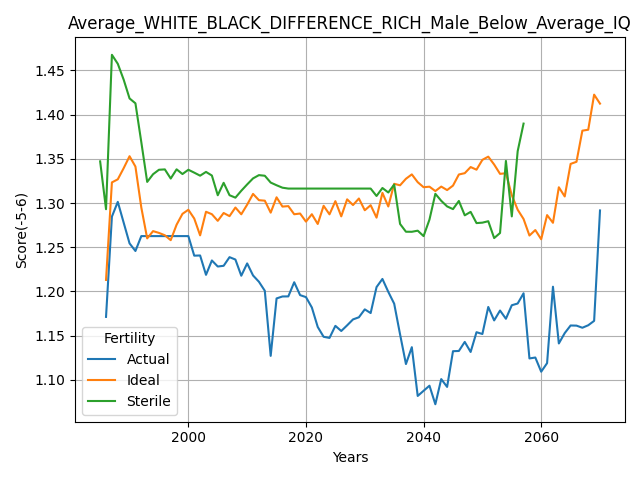 Average_WHITE_BLACK_DIFFERENCE_RICH_Male_Below_Average_IQ
Score(-5-6)
1.45
1.40
1.35
1.30
1.25
1.20
1.15
1.10
Fertility
Actual
Ideal
Sterile
2000
2020
2040
2060
Years